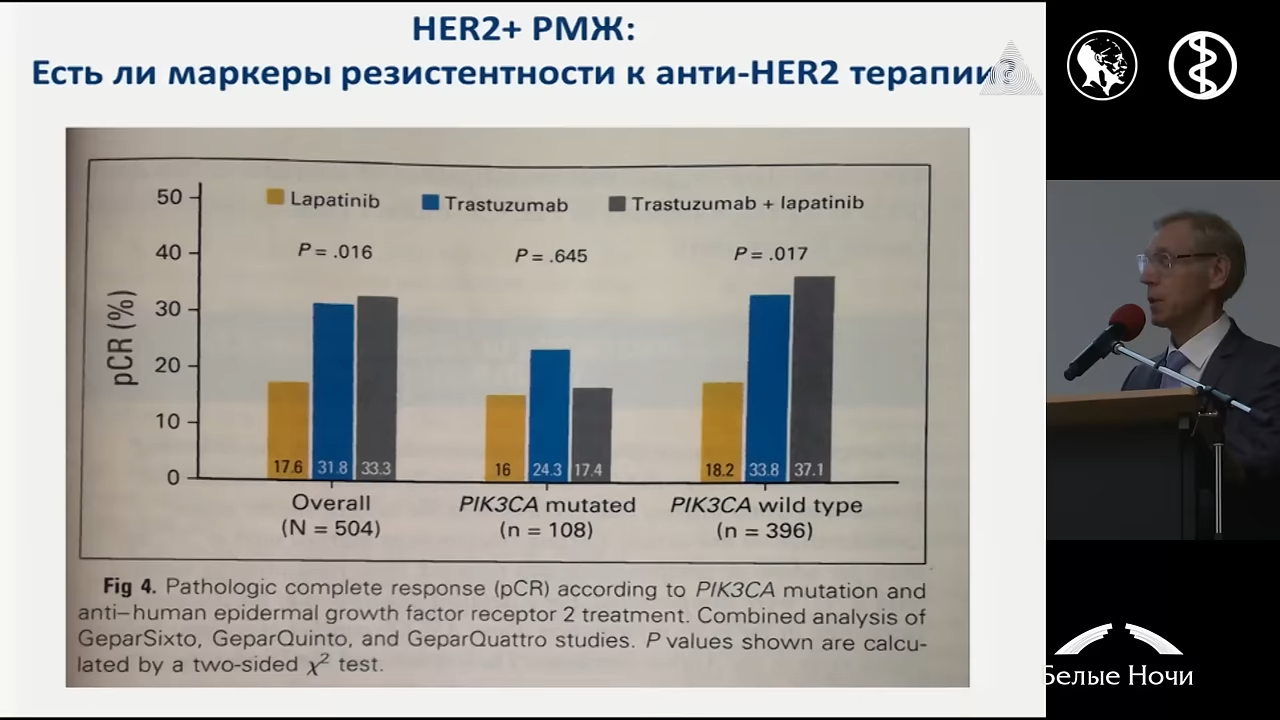 HER2+ РМЖ:
Есть ли маркеры резистентности к анти-HER2 терапии?
50
40
30
20
10
0
pCR (%)
Lapatinib
Trastuzumab
Trastuzumab + lapatinib
P = .016
P = .645
P = .017
17.6 31.8 33.3
16 24.3 17.4
18.2 33.8 37.1
Overall
(N = 504)
PIK3CA mutated
(n = 108)
PIK3CA wild type
(n = 396)
Fig 4. Pathologic complete response (pCR) according to PIK3CA mutation and
anti–human epidermal growth factor receptor 2 treatment. Combined analysis of
GeparSixto, GeparQuinto, and GeparQuattro studies. P values shown are calcu-
lated by a two-sided χ² test.
Белые Ночи